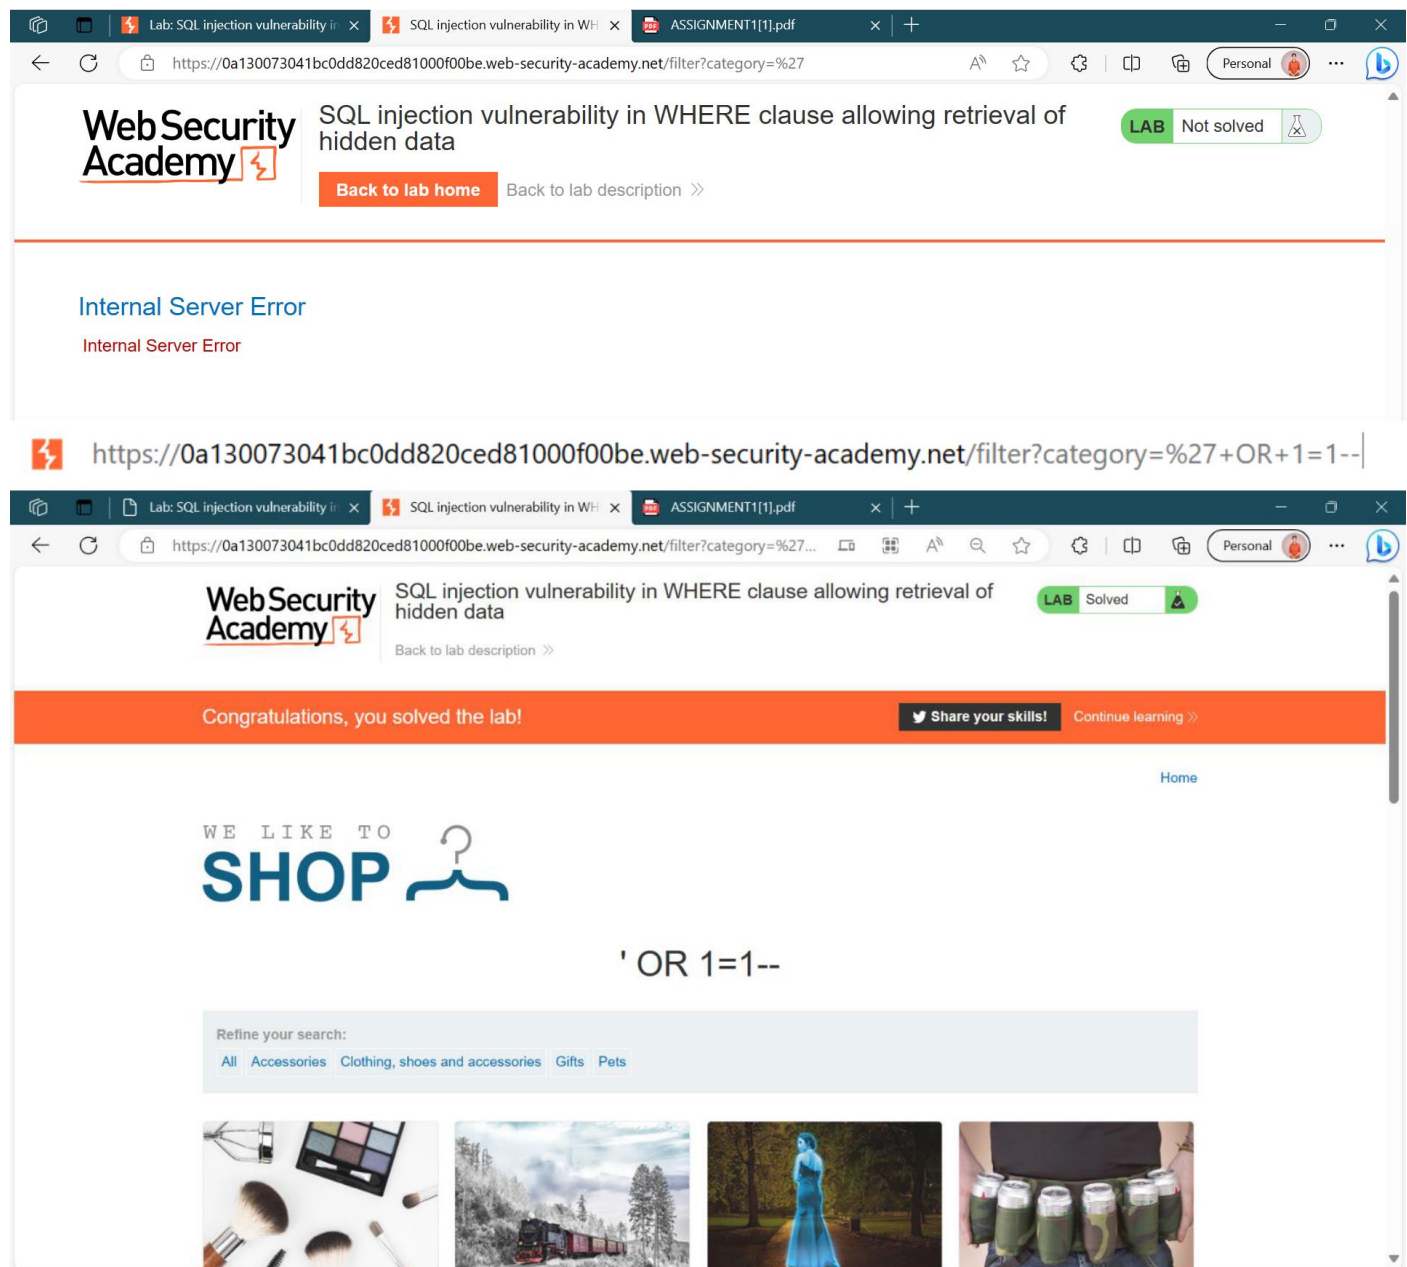 Lab: SQL injection vulnerability in
SQL injection vulnerability in WH
ASSIGNMENT1[1].pdf
https://0a130073041bc0dd820ced81000f00be.web-security-academy.net/filter?category=%27
Personal
Web Security
Academy
SQL injection vulnerability in WHERE clause allowing retrieval of
hidden data
LAB Not solved
Back to lab home Back to lab description
Internal Server Error
Internal Server Error
https://0a130073041bc0dd820ced81000f00be.web-security-academy.net/filter?category=%27+OR+1=1--
Lab: SQL injection vulnerability in
SQL injection vulnerability in WH
ASSIGNMENT1[1].pdf
https://0a130073041bc0dd820ced81000f00be.web-security-academy.net/filter?category=%27...
Personal
Web Security
Academy
SQL injection vulnerability in WHERE clause allowing retrieval of
hidden data
LAB Solved
Back to lab description
Congratulations, you solved the lab!
Share your skills!
Continue learning
Home
WE LIKE TO
SHOP
' OR 1=1--
Refine your search:
All Accessories Clothing, shoes and accessories Gifts Pets